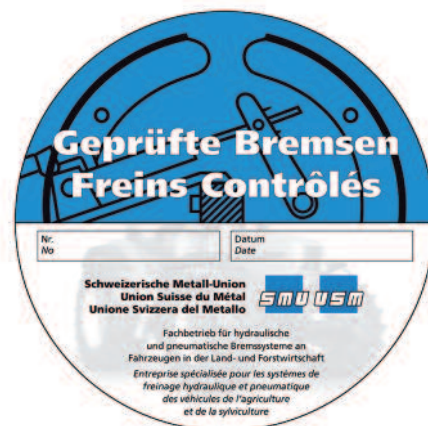 Geprüfte Bremsen
Freins Contrôlés
Nr.
No
Datum
Date
Schweizerische Metall-Union
Union Suisse du Métal
Unione Svizzera del Metallo
SMU USM
Fachbetrieb für hydraulische
und pneumatische Bremssysteme an
Fahrzeugen in der Land- und Forstwirtschaft
Entreprise spécialisée pour les systèmes de
freinage hydraulique et pneumatique
des véhicules de l'agriculture
et de la sylviculture